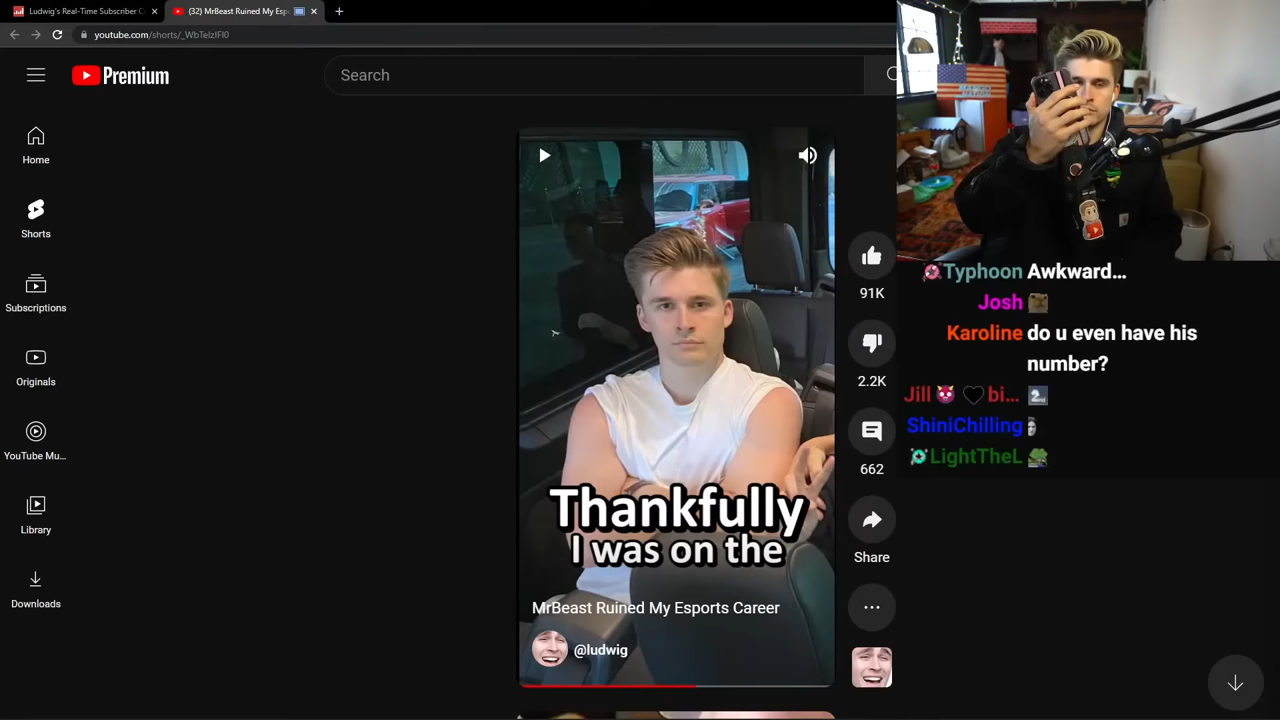 Ludwig's Real-Time Subscriber C
(32) MrBeast Ruined My Esp
youtube.com/shorts/_WbTelzIFI0
Premium
Search
Home
Shorts
Subscriptions
Originals
YouTube Mu...
Library
Downloads
Thankfully
I was on the
MrBeast Ruined My Esports Career
@ludwig
91K
2.2K
662
Share
Typhoon Awkward...
Josh
Karoline do u even have his
number?
Jill bi...
ShiniChilling
LightTheL